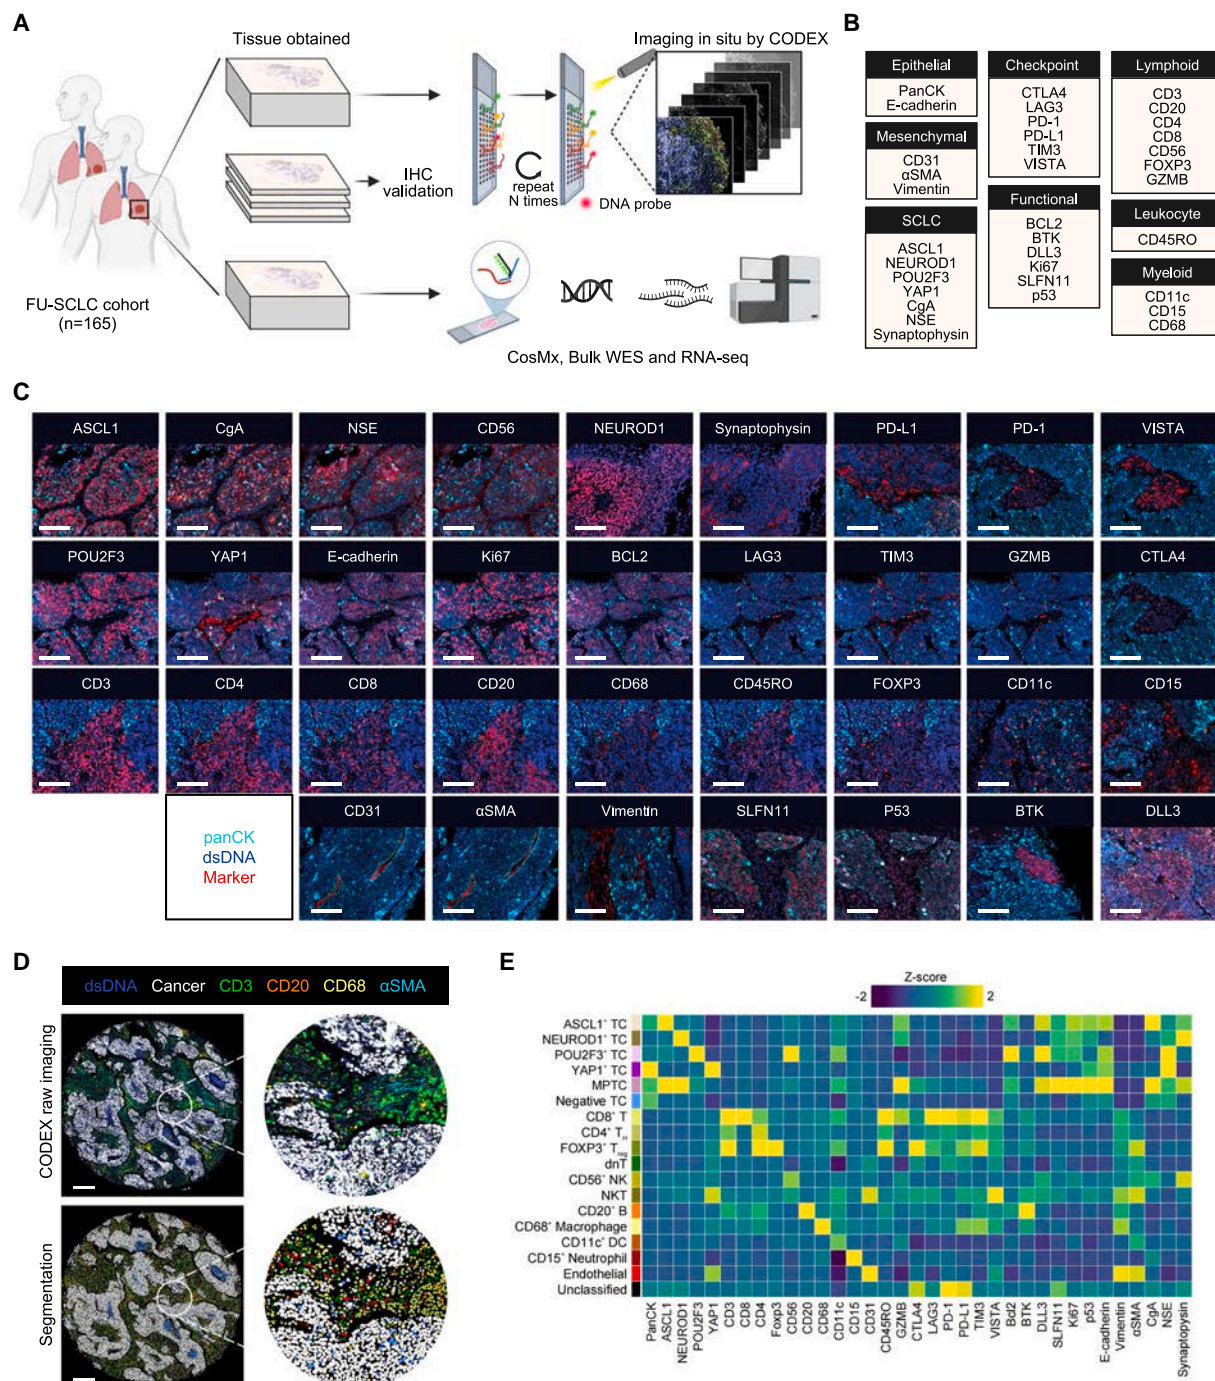 A
Tissue obtained
IHC
validation
repeat
N times
DNA probe
Imaging in situ by CODEX
FU-SCLC cohort
(n=165)
CosMx, Bulk WES and RNA-seq
B
Epithelial
PanCK
E-cadherin
Mesenchymal
CD31
αSMA
Vimentin
SCLC
ASCL1
NEUROD1
POU2F3
YAP1
CgA
NSE
Synaptophysin
Checkpoint
CTLA4
LAG3
PD-1
PD-L1
TIM3
VISTA
Functional
BCL2
BTK
DLL3
Ki67
SLFN11
p53
Lymphoid
CD3
CD20
CD4
CD8
CD56
FOXP3
GZMB
Leukocyte
CD45RO
Myeloid
CD11c
CD15
CD68
C
ASCL1 CgA NSE CD56 NEUROD1 Synaptophysin PD-L1 PD-1 VISTA
POU2F3 YAP1 E-cadherin Ki67 BCL2 LAG3 TIM3 GZMB CTLA4
CD3 CD4 CD8 CD20 CD68 CD45RO FOXP3 CD11c CD15
panCK
dsDNA
Marker
CD31 αSMA Vimentin SLFN11 P53 BTK DLL3
D
dsDNA Cancer CD3 CD20 CD68 αSMA
CODEX raw imaging
Segmentation
E
Z-score
-2 2
ASCL1⁺ TC
NEUROD1⁺ TC
POU2F3⁺ TC
YAP1⁺ TC
MPTC
Negative TC
CD8⁺ T
CD4⁺ T_H
FOXP3⁺ T_reg
dnT
CD56⁺ NK
NKT
CD20⁺ B
CD68⁺ Macrophage
CD11c⁺ DC
CD15⁺ Neutrophil
Endothelial
Unclassified
PanCK
ASCL1
NEUROD1
POU2F3
YAP1
CD3
CD8
CD4
Foxp3
CD56
CD20
CD68
CD11c
CD15
CD31
CD45RO
GZMB
CTLA4
LAG3
PD-1
PD-L1
TIM3
VISTA
Bcl2
BTK
DLL3
SLFN11
Ki67
p53
E-cadherin
Vimentin
αSMA
CgA
NSE
Synaptopysin